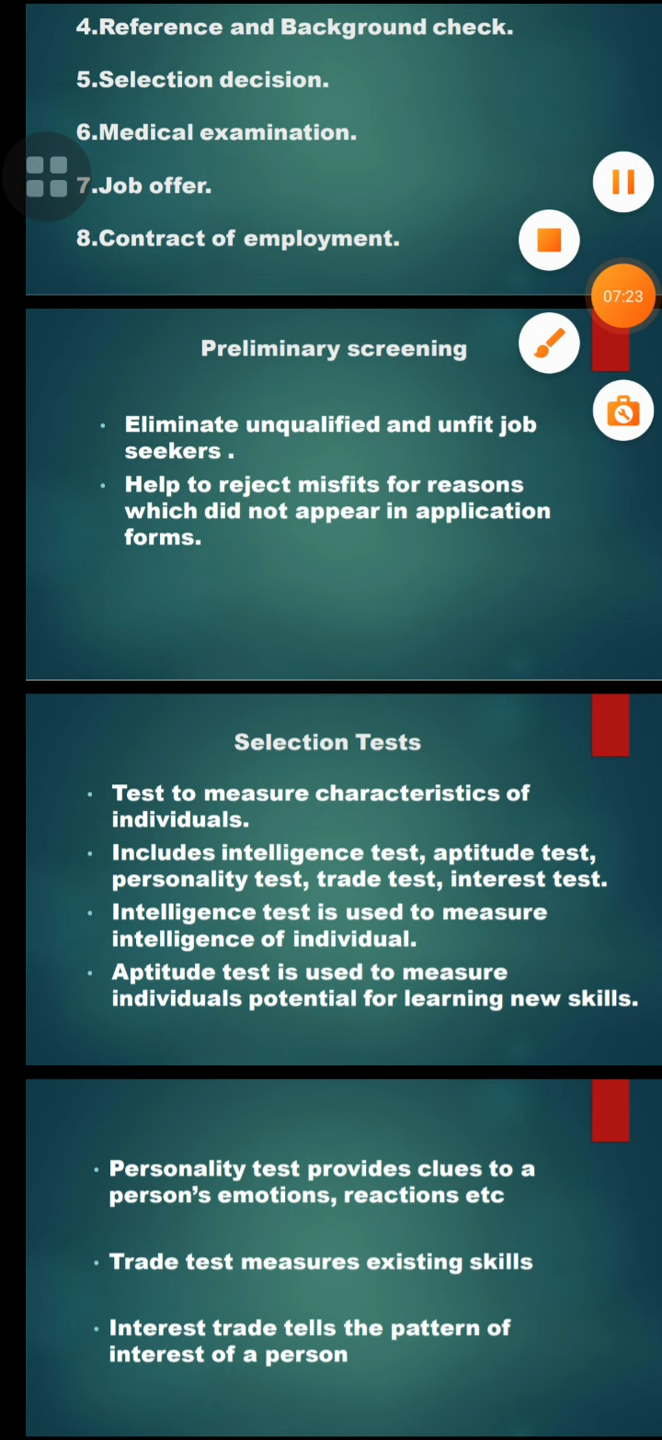 4.Reference and Background check.
5.Selection decision.
6.Medical examination.
7.Job offer.
8.Contract of employment.
07:23
Preliminary screening
• Eliminate unqualified and unfit job
seekers .
• Help to reject misfits for reasons
which did not appear in application
forms.
Selection Tests
• Test to measure characteristics of
individuals.
• Includes intelligence test, aptitude test,
personality test, trade test, interest test.
• Intelligence test is used to measure
intelligence of individual.
• Aptitude test is used to measure
individuals potential for learning new skills.
• Personality test provides clues to a
person’s emotions, reactions etc
• Trade test measures existing skills
• Interest trade tells the pattern of
interest of a person